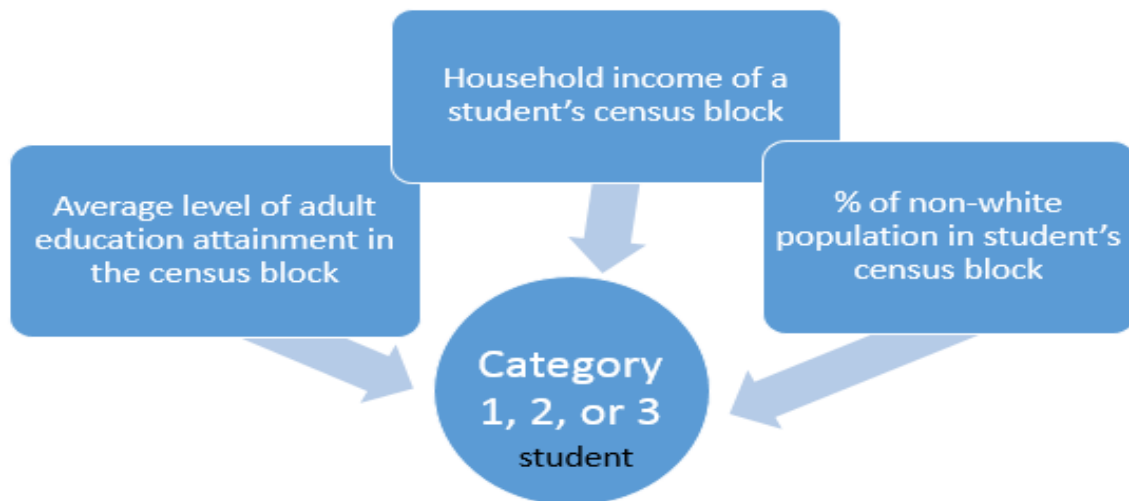 Household income of a
student's census block
Average level of adult
education attainment in
the census block
% of non-white
population in student's
census block
Category
1, 2, or 3
student